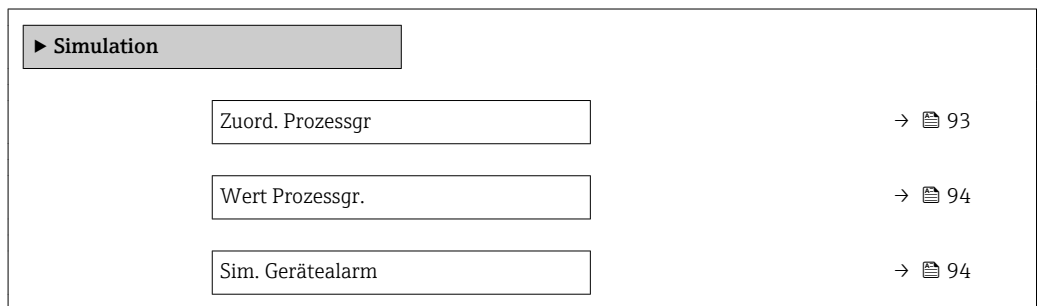 ▶ Simulation
Zuord. Prozessgr → 93
Wert Prozessgr. → 94
Sim. Gerätealarm → 94